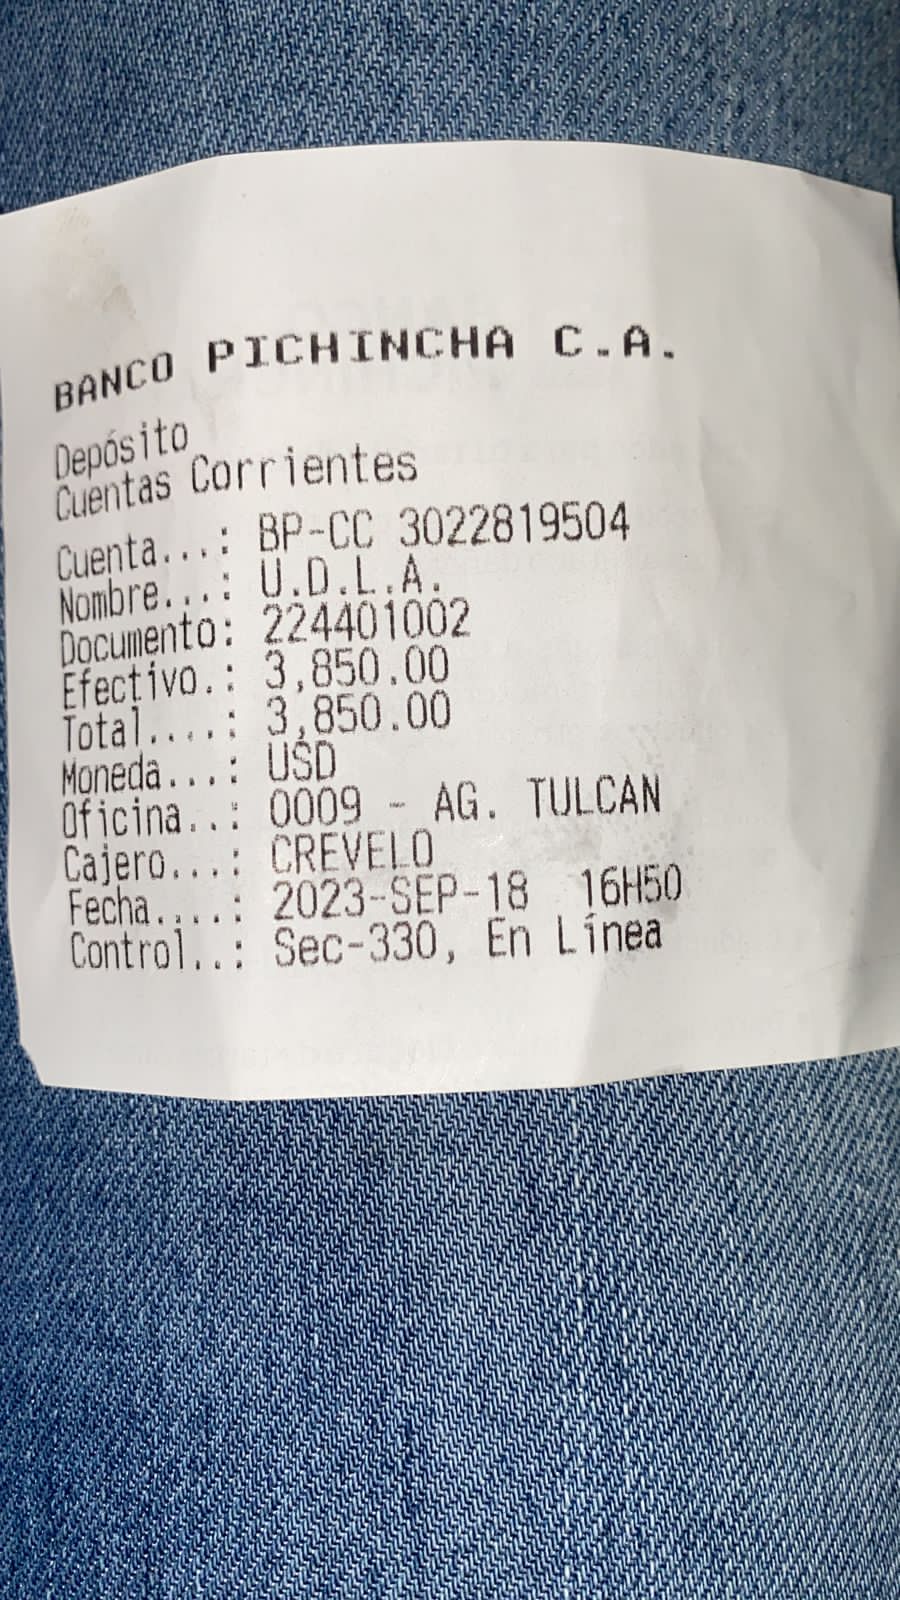 BANCO PICHINCHA C.A.
Depósito
Cuentas Corrientes
Cuenta...: BP-CC 3022819504
Nombre...: U.D.L.A.
Documento: 224401002
Efectivo.: 3,850.00
Total....: 3,850.00
Moneda...: USD
Oficina..: 0009 - AG. TULCAN
Cajero...: CREVELO
Fecha....: 2023-SEP-18 16H50
Control..: Sec-330, En Línea